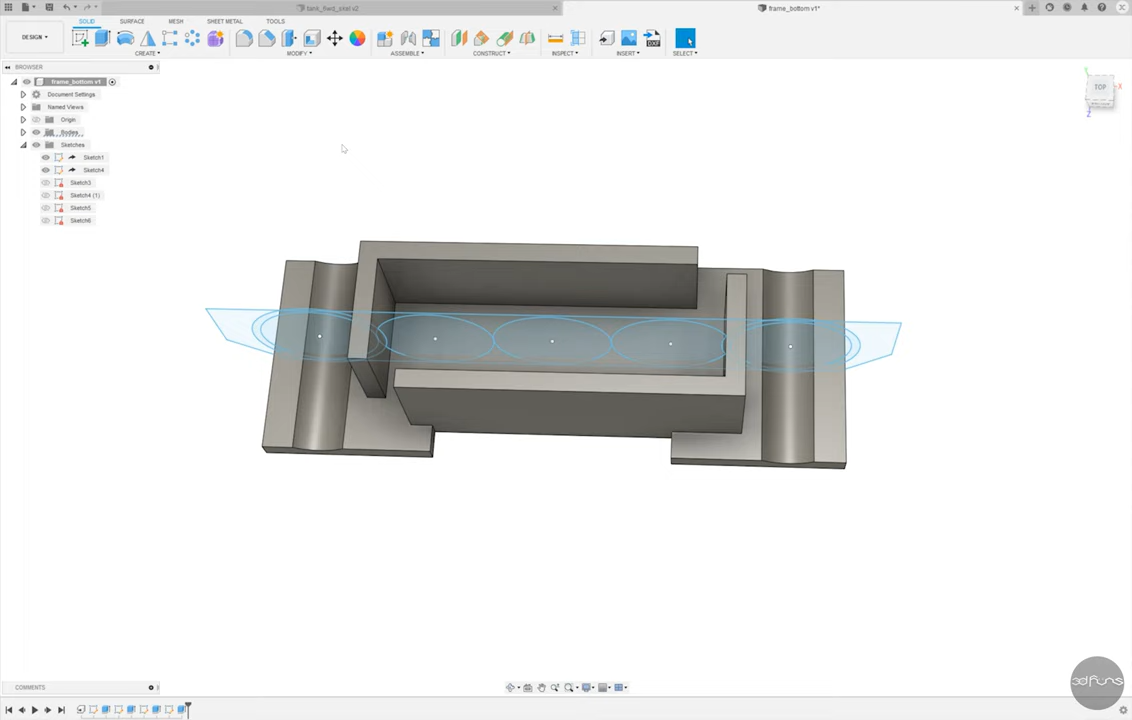 tank_fwd_skel v2
frame_bottom v1*
DESIGN
SOLID SURFACE MESH SHEET METAL TOOLS
CREATE MODIFY ASSEMBLE CONSTRUCT INSPECT INSERT SELECT
BROWSER
frame_bottom v1
Document Settings
Named Views
Origin
Bodies
Sketches
Sketch1
Sketch4
Sketch3
Sketch4 (1)
Sketch5
Sketch6
TOP
X
Z
COMMENTS
3dfuns